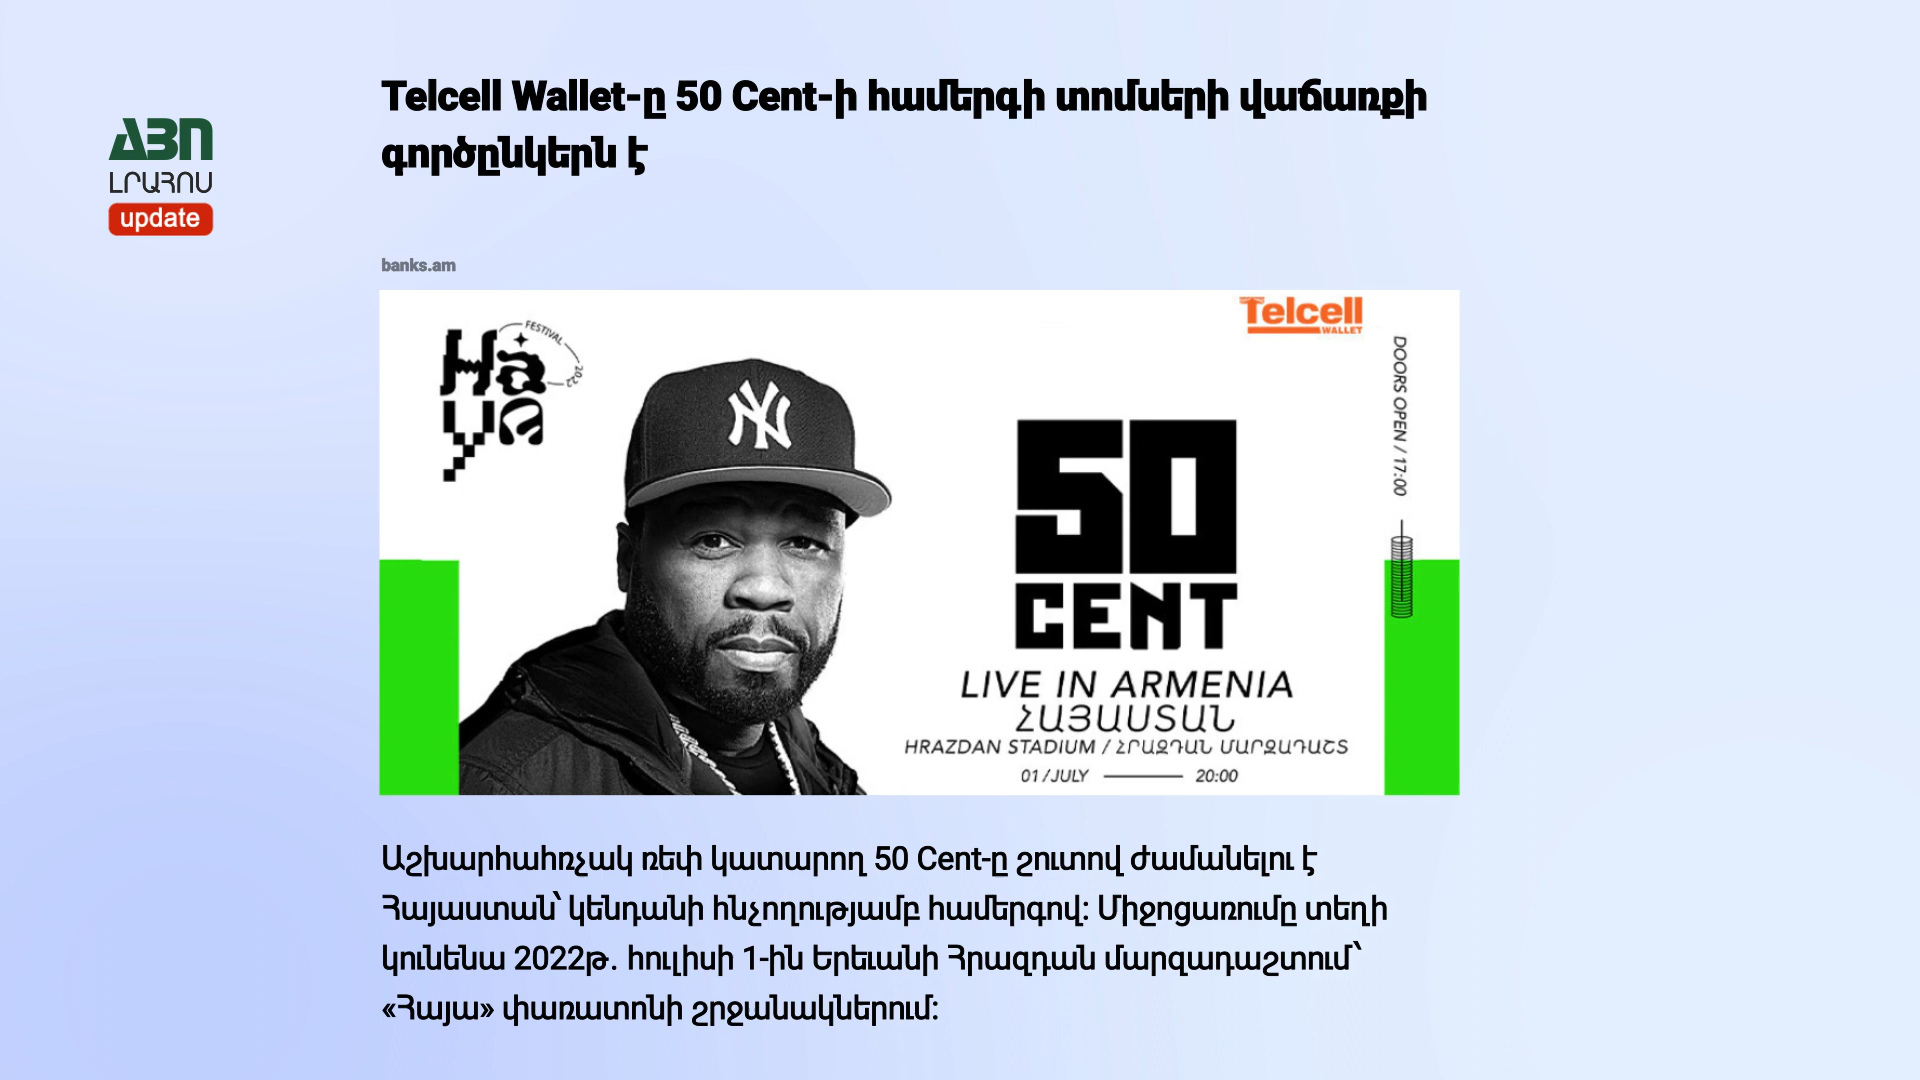 Telcell Wallet-ը 50 Cent-ի համերգի տոմսերի վաճառքի
գործընկերն է
ԱՅՈ
ԼՐԱՀՈՍ
update
banks.am
Haya
FESTIVAL 2022
Telcell
WALLET
DOORS OPEN / 17:00
NY
50
CENT
LIVE IN ARMENIA
ՀԱՅԱՍՏԱՆ
HRAZDAN STADIUM / ՀՐԱԶԴԱՆ ՄԱՐԶԱԴԱՇՏ
01/JULY 20:00
Աշխարհահռչակ ռեփ կատարող 50 Cent-ը շուտով ժամանելու է
Հայաստան՝ կենդանի հնչողությամբ համերգով: Միջոցառումը տեղի
կունենա 2022թ. հուլիսի 1-ին Երեւանի Հրազդան մարզադաշտում՝
«Հայա» փառատոնի շրջանակներում: